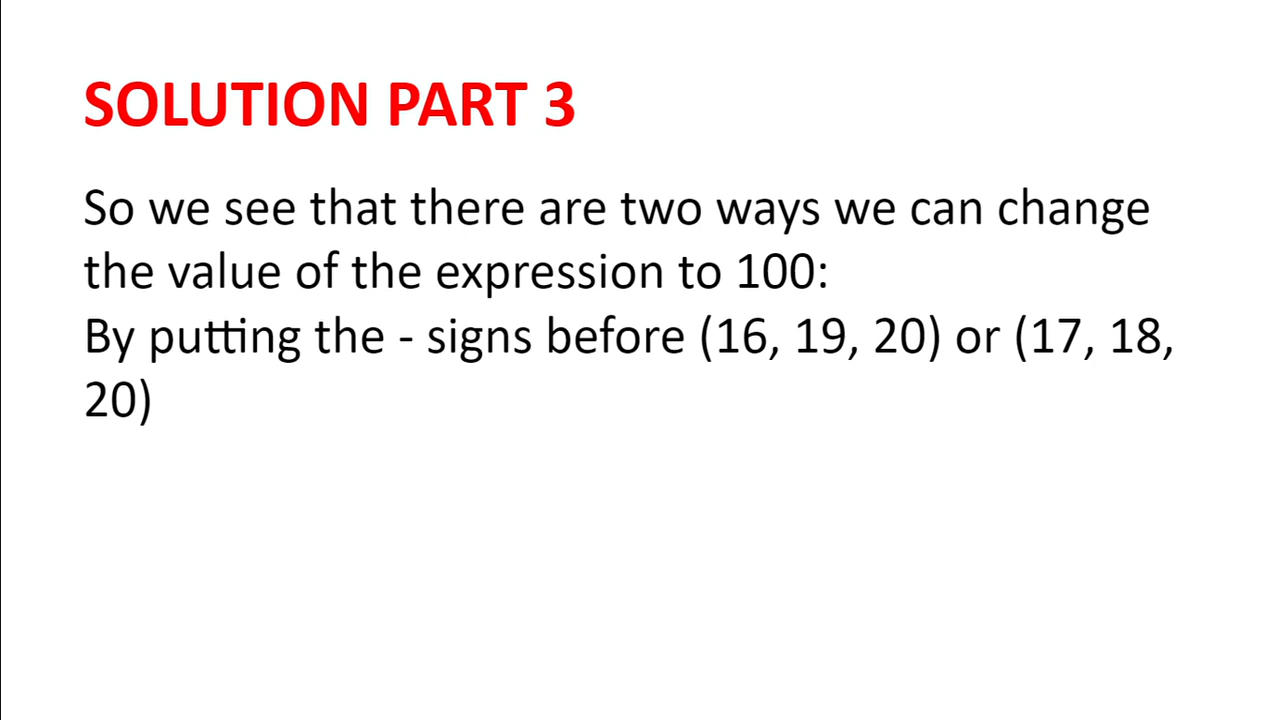 SOLUTION PART 3
So we see that there are two ways we can change
the value of the expression to 100:
By putting the - signs before (16, 19, 20) or (17, 18,
20)